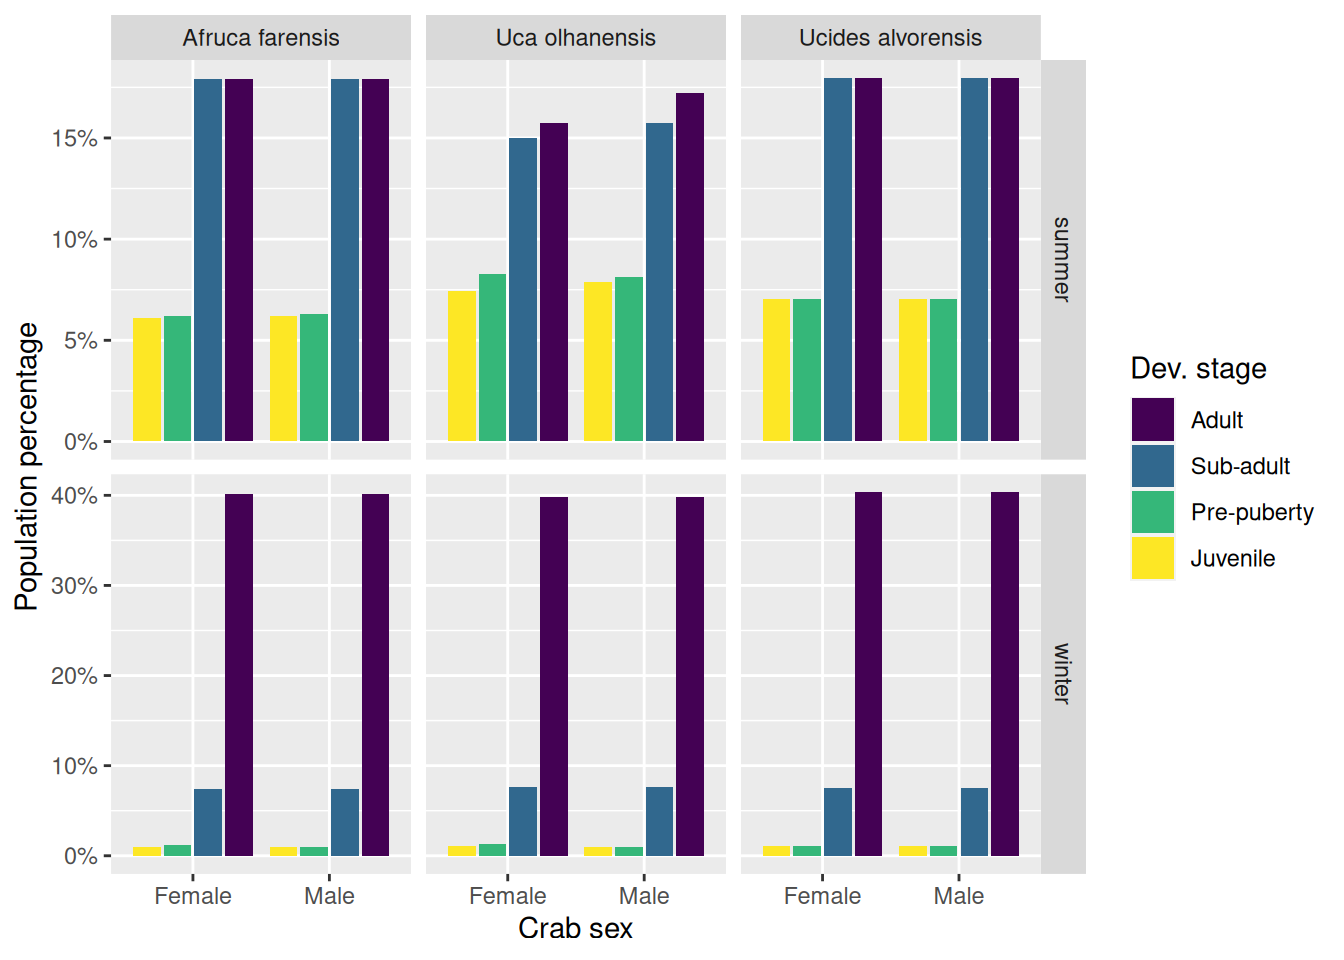 Afruca farensis
Uca olhanensis
Ucides alvorensis
15%
10%
5%
0%
summer
40%
30%
20%
10%
0%
winter
Female
Male
Female
Male
Female
Male
Crab sex
Population percentage
Dev. stage
Adult
Sub-adult
Pre-puberty
Juvenile